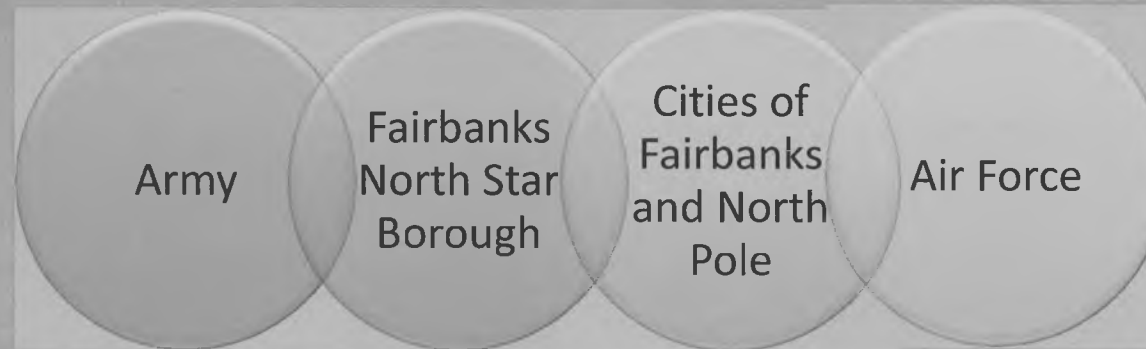 Army
Fairbanks
North Star
Borough
Cities of
Fairbanks
and North
Pole
Air Force